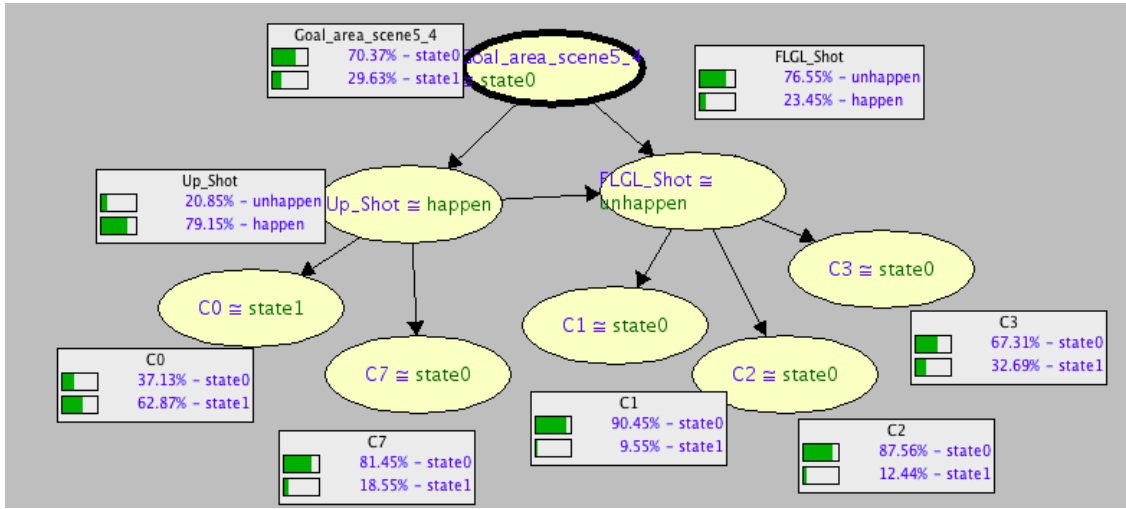 Goal_area_scene5_4
70.37% – state0
29.63% – state1
Goal_area_scene5_4
≅ state0
FLGL_Shot
76.55% – unhappen
23.45% – happen
Up_Shot
20.85% – unhappen
79.15% – happen
Up_Shot ≅ happen
FLGL_Shot ≅
unhappen
C0 ≅ state1
C3 ≅ state0
C1 ≅ state0
C7 ≅ state0
C2 ≅ state0
C3
67.31% – state0
32.69% – state1
C0
37.13% – state0
62.87% – state1
C1
90.45% – state0
9.55% – state1
C7
81.45% – state0
18.55% – state1
C2
87.56% – state0
12.44% – state1